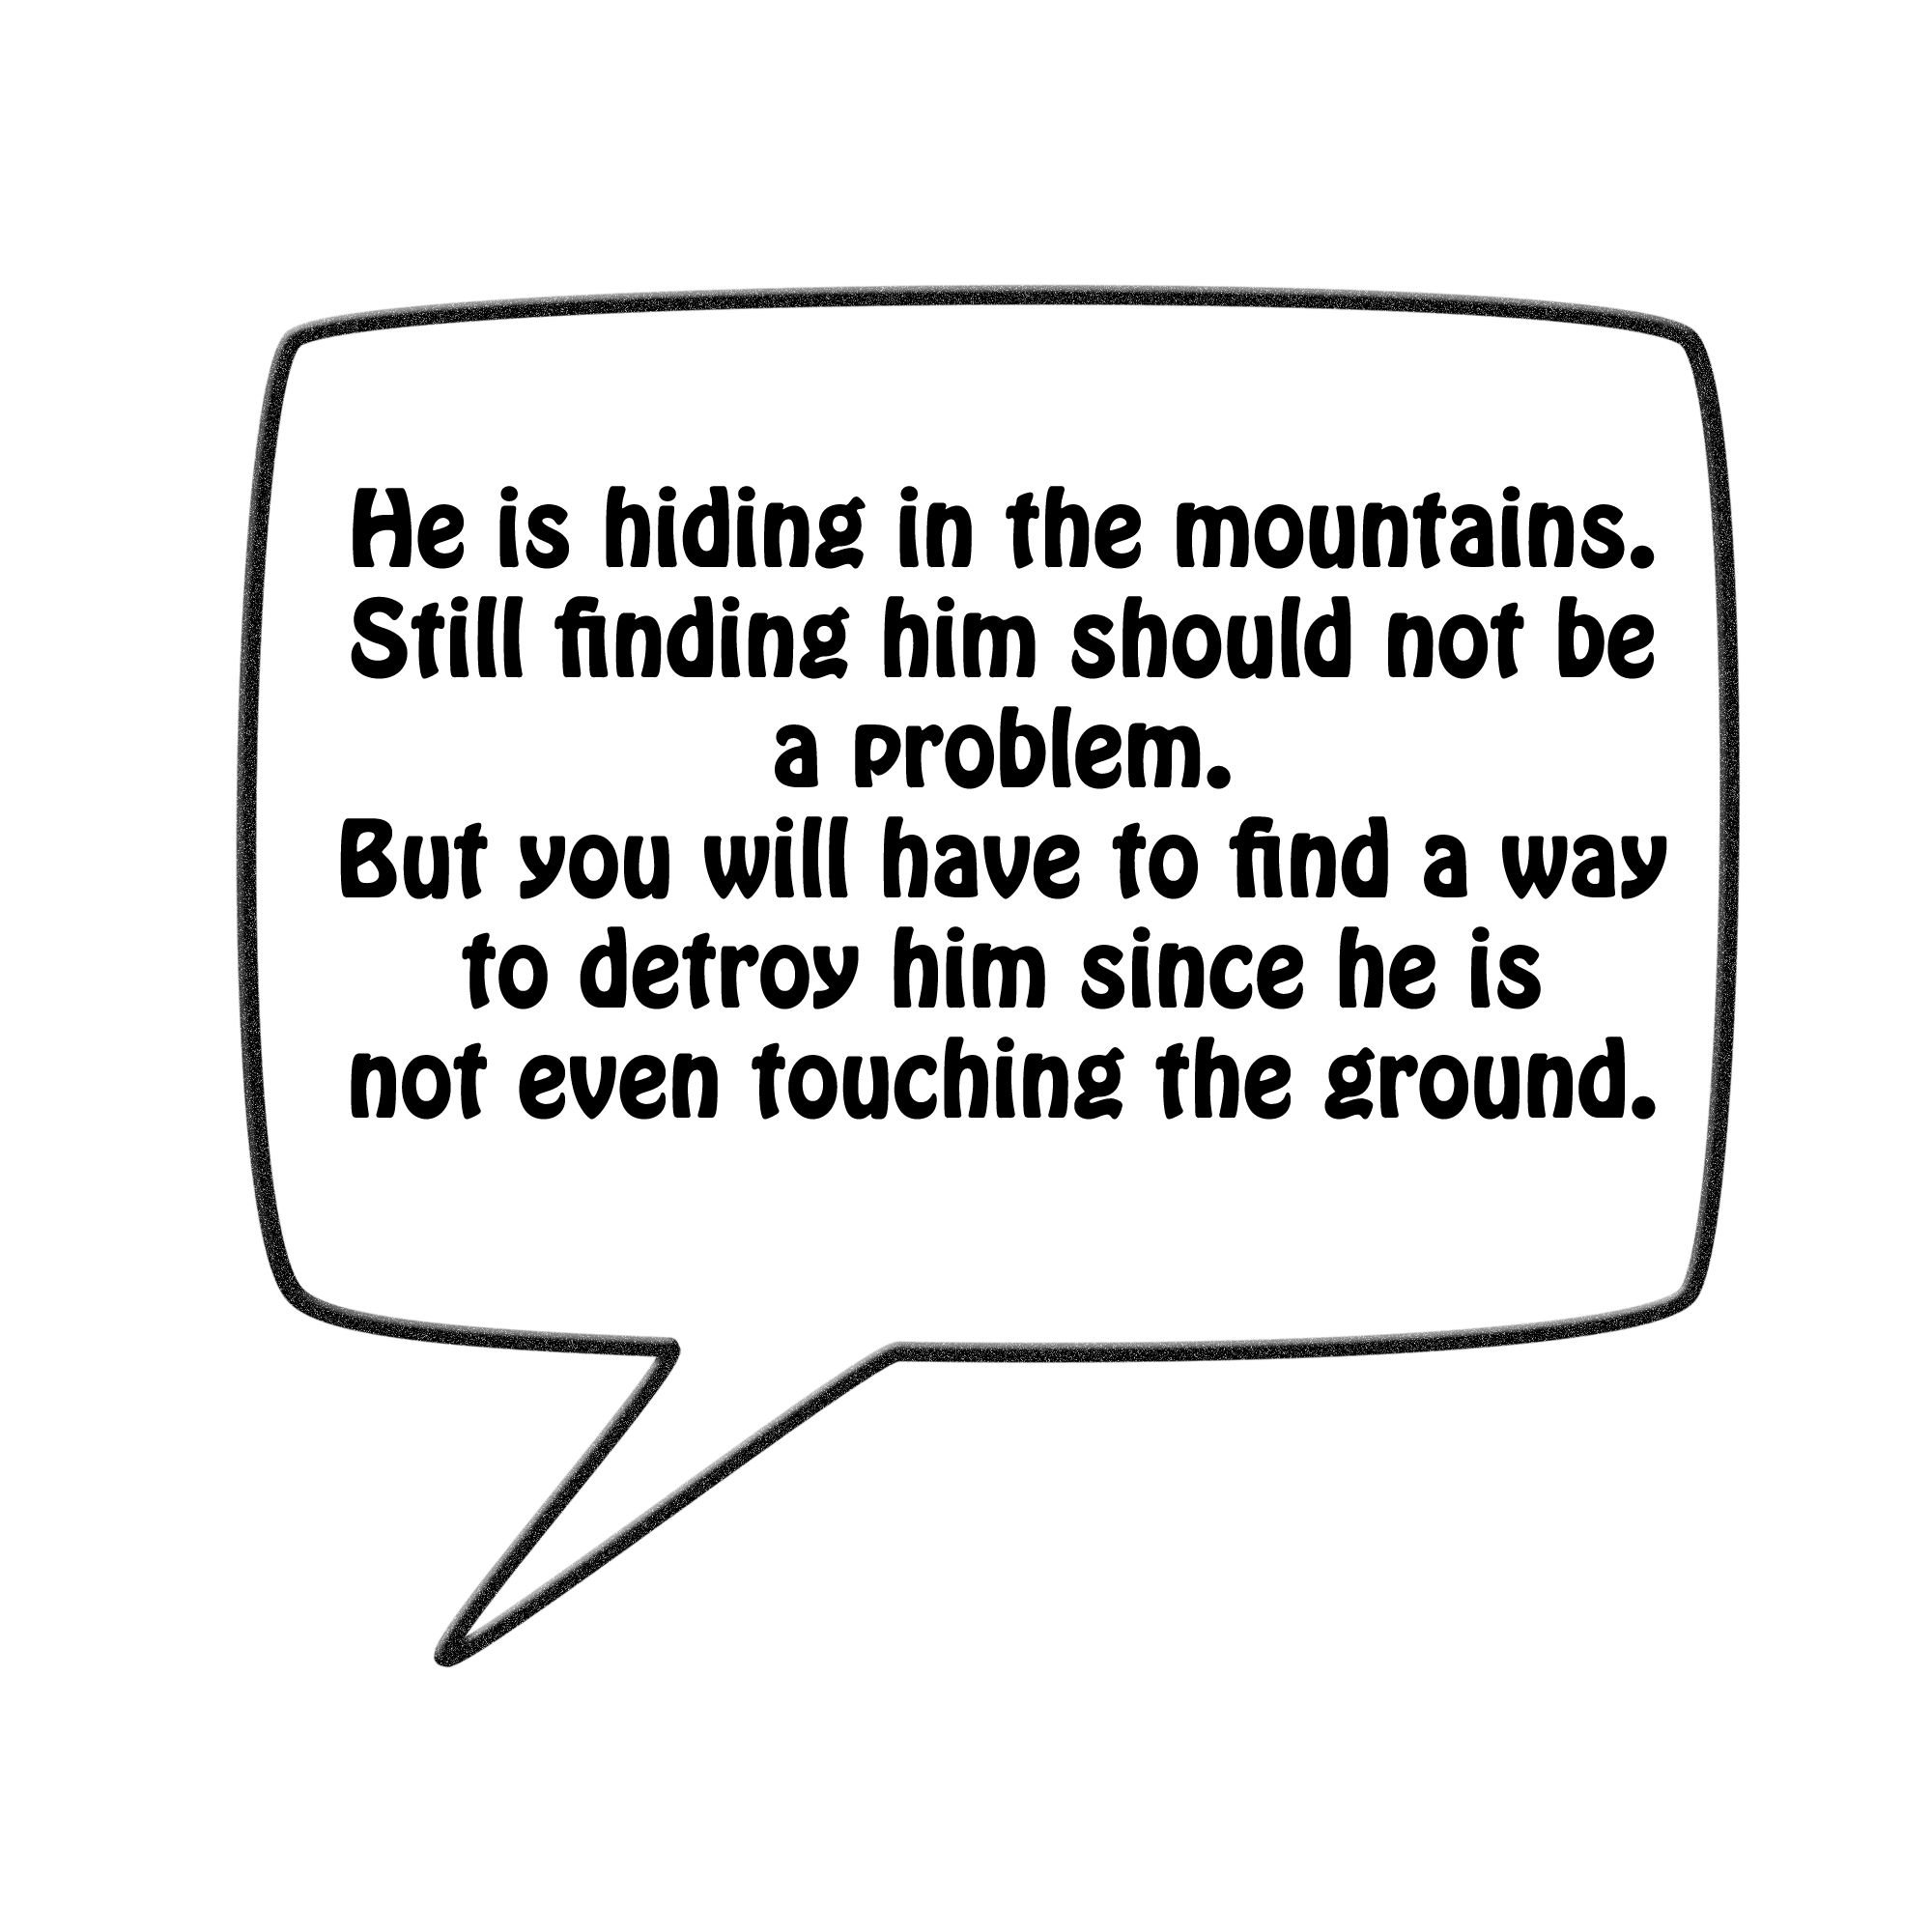 He is hiding in the mountains.
Still finding him should not be
a problem.
But you will have to find a way
to detroy him since he is
not even touching the ground.